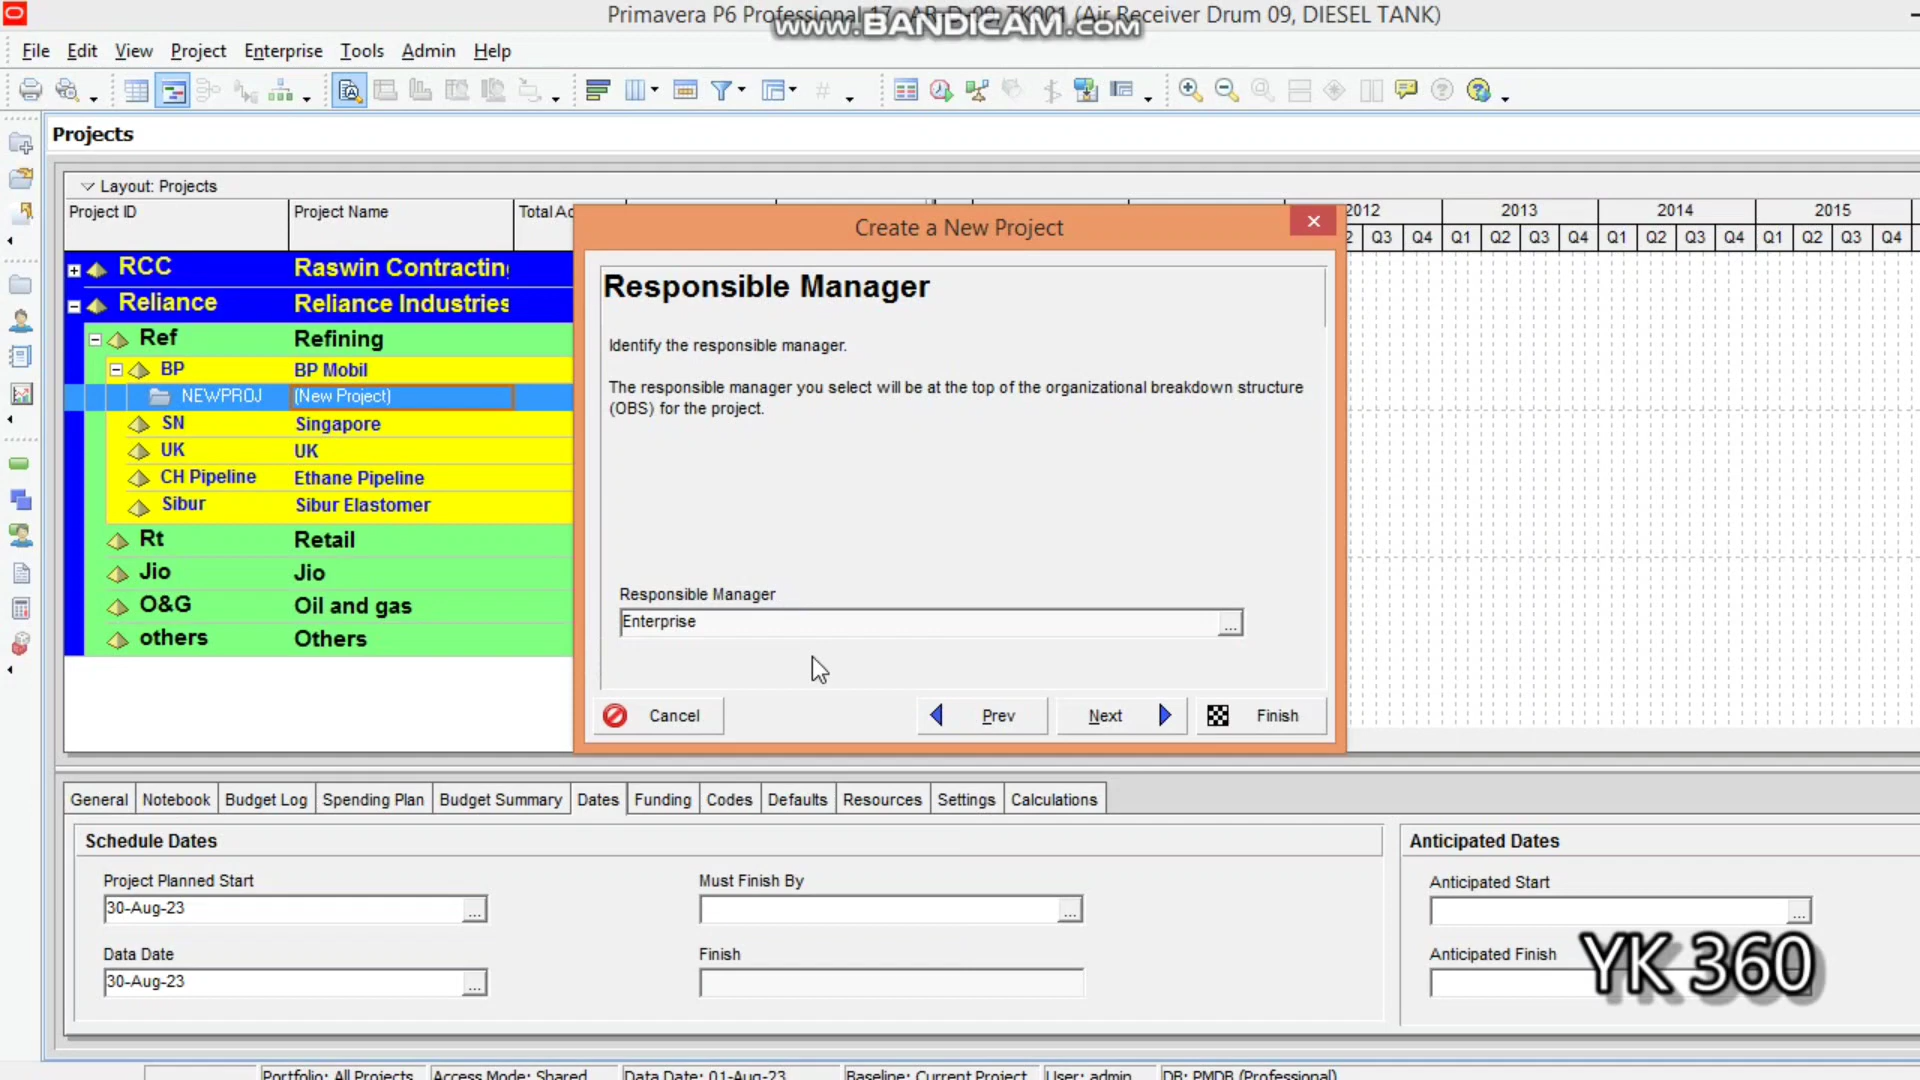 Primavera P6 Professional 17 : AR-D-09, TK001 (Air Receiver Drum 09, DIESEL TANK)
www.BANDICAM.com
File Edit View Project Enterprise Tools Admin Help
Projects
Layout: Projects
Project ID Project Name Total Ac
2012 2013 2014 2015
2 Q3 Q4 Q1 Q2 Q3 Q4 Q1 Q2 Q3 Q4 Q1 Q2 Q3 Q4
RCC Raswin Contracting
Reliance Reliance Industries
Ref Refining
BP BP Mobil
NEWPROJ (New Project)
SN Singapore
UK UK
CH Pipeline Ethane Pipeline
Sibur Sibur Elastomer
Rt Retail
Jio Jio
O&G Oil and gas
others Others
Create a New Project
Responsible Manager
Identify the responsible manager.
The responsible manager you select will be at the top of the organizational breakdown structure
(OBS) for the project.
Responsible Manager
Enterprise
...
Cancel Prev Next Finish
General Notebook Budget Log Spending Plan Budget Summary Dates Funding Codes Defaults Resources Settings Calculations
Schedule Dates
Project Planned Start
30-Aug-23
...
Must Finish By
...
Data Date
30-Aug-23
...
Finish
Anticipated Dates
Anticipated Start
...
Anticipated Finish
YK 360
Portfolio: All Projects Access Mode: Shared Data Date: 01-Aug-23 Baseline: Current Project User: admin DB: PMDB (Professional)